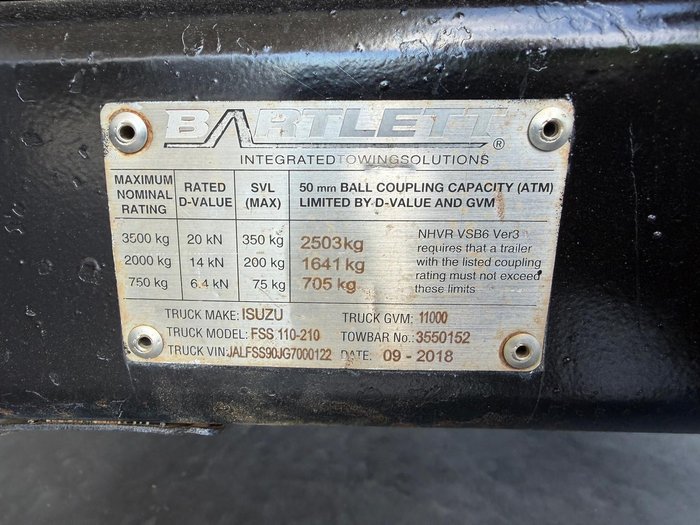 BARTLETT ®
INTEGRATEDTOWINGSOLUTIONS
MAXIMUM NOMINAL RATING
RATED D-VALUE
SVL (MAX)
50 mm BALL COUPLING CAPACITY (ATM) LIMITED BY D-VALUE AND GVM
3500 kg 20 kN 350 kg 2503kg
2000 kg 14 kN 200 kg 1641 kg
750 kg 6.4 kN 75 kg 705 kg
NHVR VSB6 Ver3
requires that a trailer
with the listed coupling
rating must not exceed
these limits
TRUCK MAKE: ISUZU TRUCK GVM: 11000
TRUCK MODEL: FSS 110-210 TOWBAR No.: 3550152
TRUCK VIN: JALFSS90JG7000122 DATE: 09 - 2018